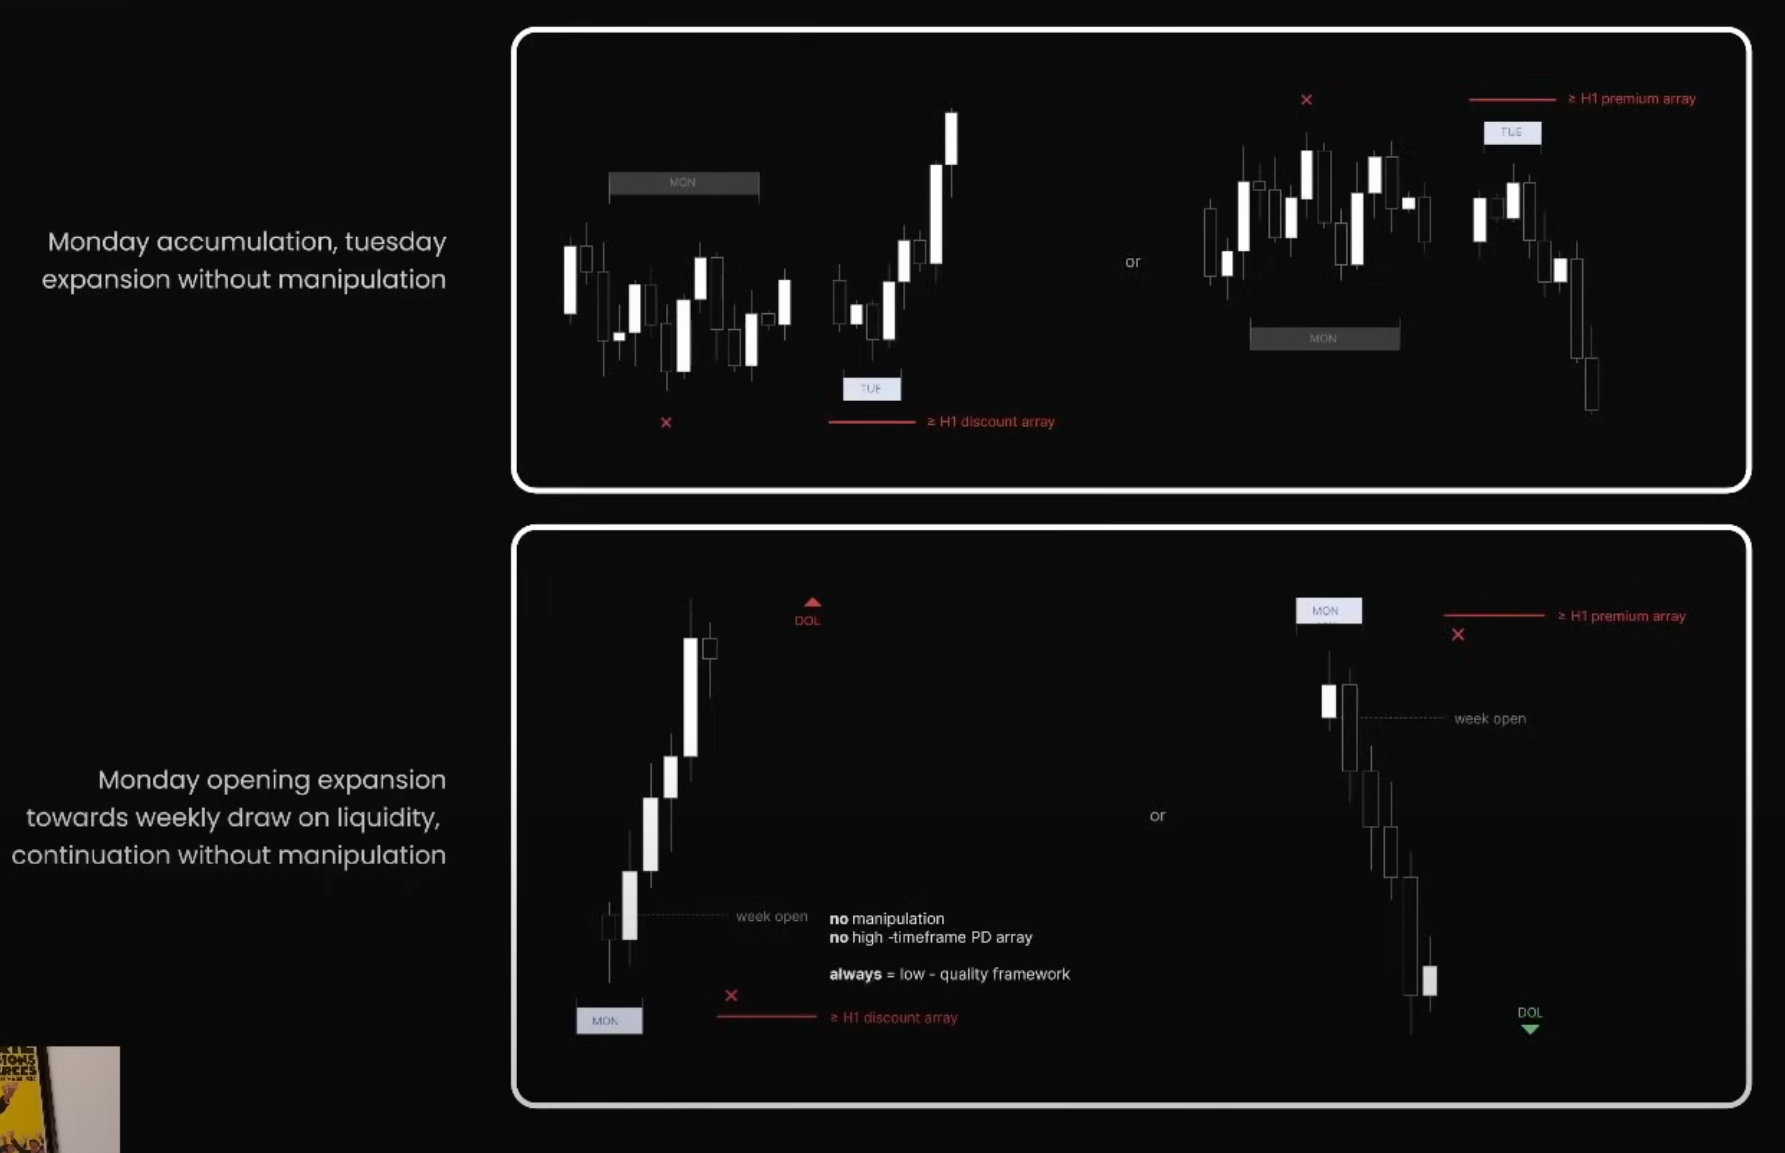 Monday accumulation, tuesday
expansion without manipulation
MON
TUE
≥ H1 discount array
or
≥ H1 premium array
TUE
MON
Monday opening expansion
towards weekly draw on liquidity,
continuation without manipulation
DOL
week open
no manipulation
no high -timeframe PD array
always = low - quality framework
MON
≥ H1 discount array
or
MON
≥ H1 premium array
week open
DOL